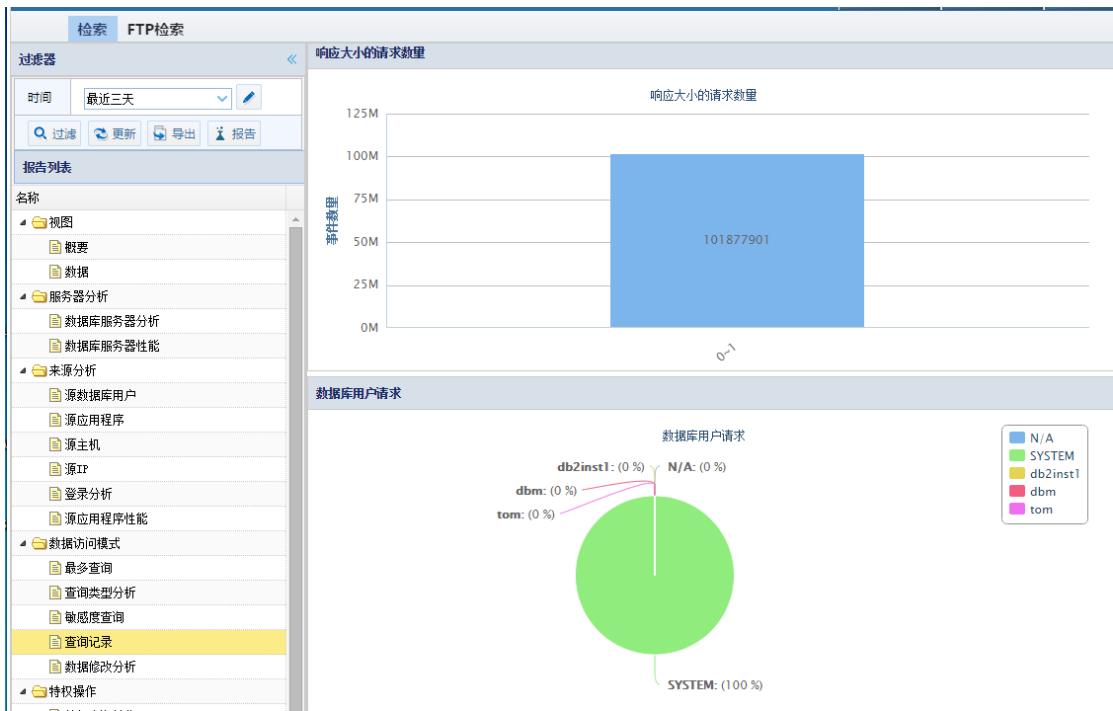 检索 FTP检索
过滤器
时间 最近三天
过滤 更新 导出 报告
报告列表
名称
视图
概要
数据
服务器分析
数据库服务器分析
数据库服务器性能
来源分析
源数据库用户
源应用程序
源主机
源IP
登录分析
源应用程序性能
数据访问模式
最多查询
查询类型分析
敏感度查询
查询记录
数据修改分析
特权操作
响应大小的请求数量
响应大小的请求数量
125M
100M
75M
50M
25M
0M
事件数量
101877901
0~1
数据库用户请求
数据库用户请求
db2inst1: (0 %)
N/A: (0 %)
dbm: (0 %)
tom: (0 %)
SYSTEM: (100 %)
N/A
SYSTEM
db2inst1
dbm
tom